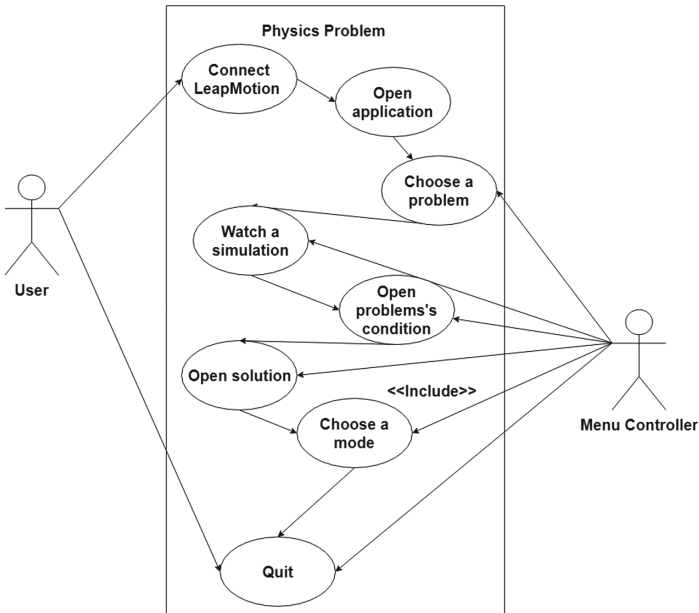 Physics Problem
Connect
LeapMotion
Open
application
Choose a
problem
Watch a
simulation
User
Open
problems's
condition
Open solution
<<Include>>
Choose a
mode
Menu Controller
Quit